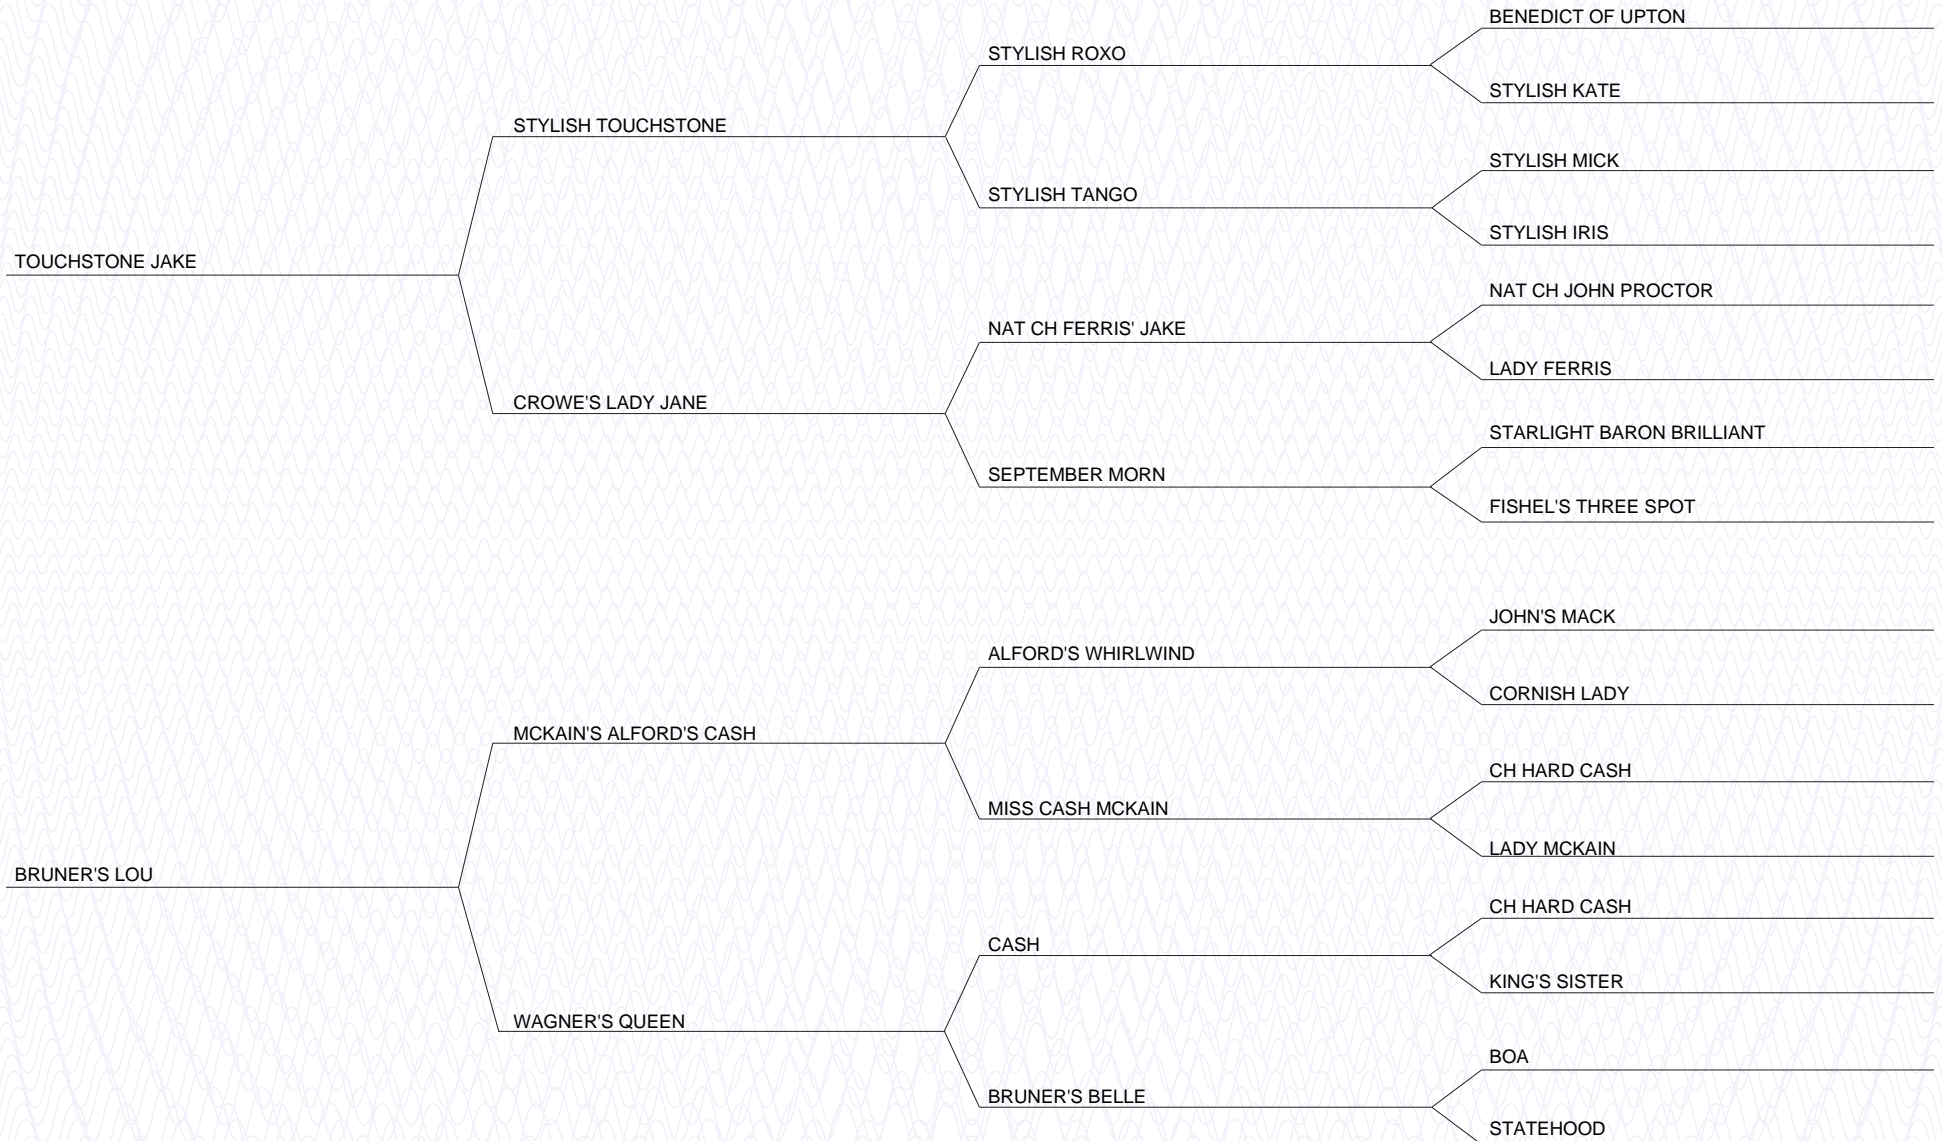 BENEDICT OF UPTON
STYLISH ROXO
STYLISH KATE
STYLISH TOUCHSTONE
STYLISH MICK
STYLISH TANGO
STYLISH IRIS
TOUCHSTONE JAKE
NAT CH JOHN PROCTOR
NAT CH FERRIS' JAKE
LADY FERRIS
CROWE'S LADY JANE
STARLIGHT BARON BRILLIANT
SEPTEMBER MORN
FISHEL'S THREE SPOT
JOHN'S MACK
ALFORD'S WHIRLWIND
CORNISH LADY
MCKAIN'S ALFORD'S CASH
CH HARD CASH
MISS CASH MCKAIN
LADY MCKAIN
BRUNER'S LOU
CH HARD CASH
CASH
KING'S SISTER
WAGNER'S QUEEN
BOA
BRUNER'S BELLE
STATEHOOD